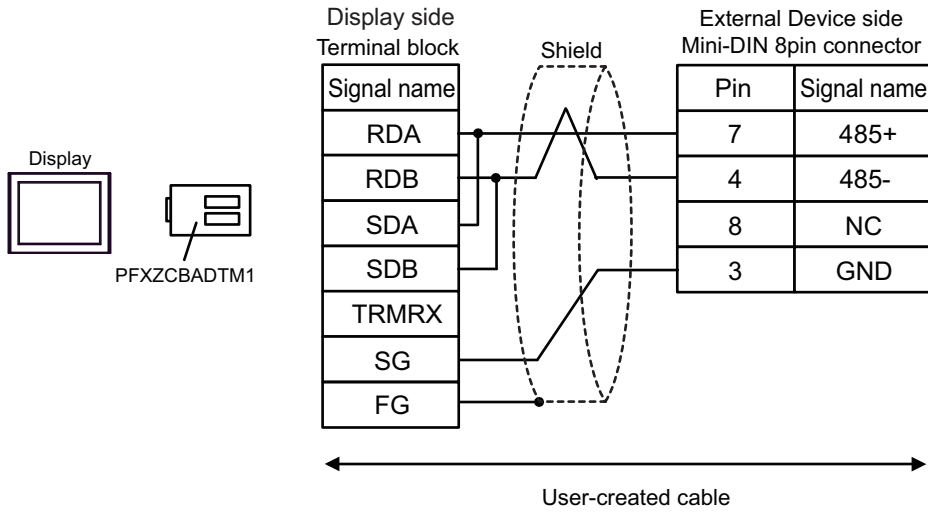 Display side
Terminal block
Shield
External Device side
Mini-DIN 8pin connector
Signal name
Pin Signal name
RDA
7 485+
RDB
4 485-
SDA
8 NC
SDB
3 GND
TRMRX
SG
FG
Display
PFXZCBADTM1
User-created cable